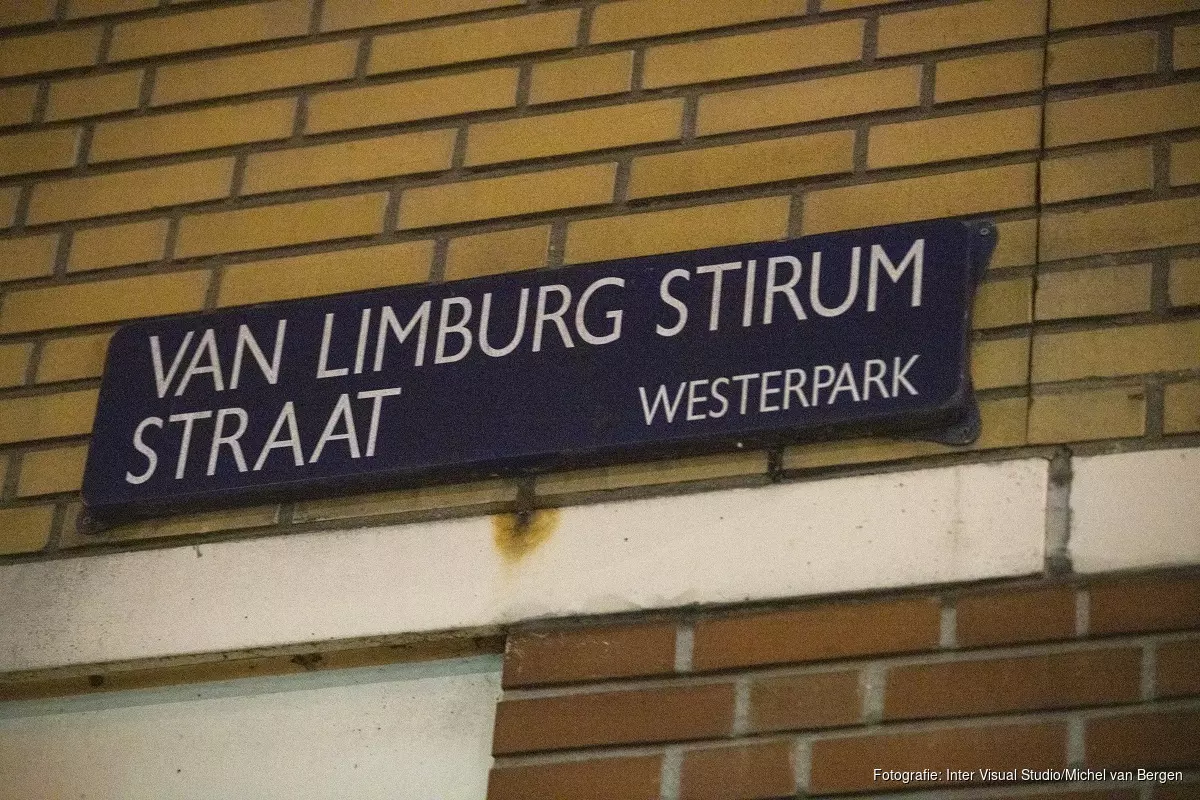 VAN LIMBURG STIRUM
STRAAT WESTERPARK
Fotografie: Inter Visual Studio/Michel van Bergen